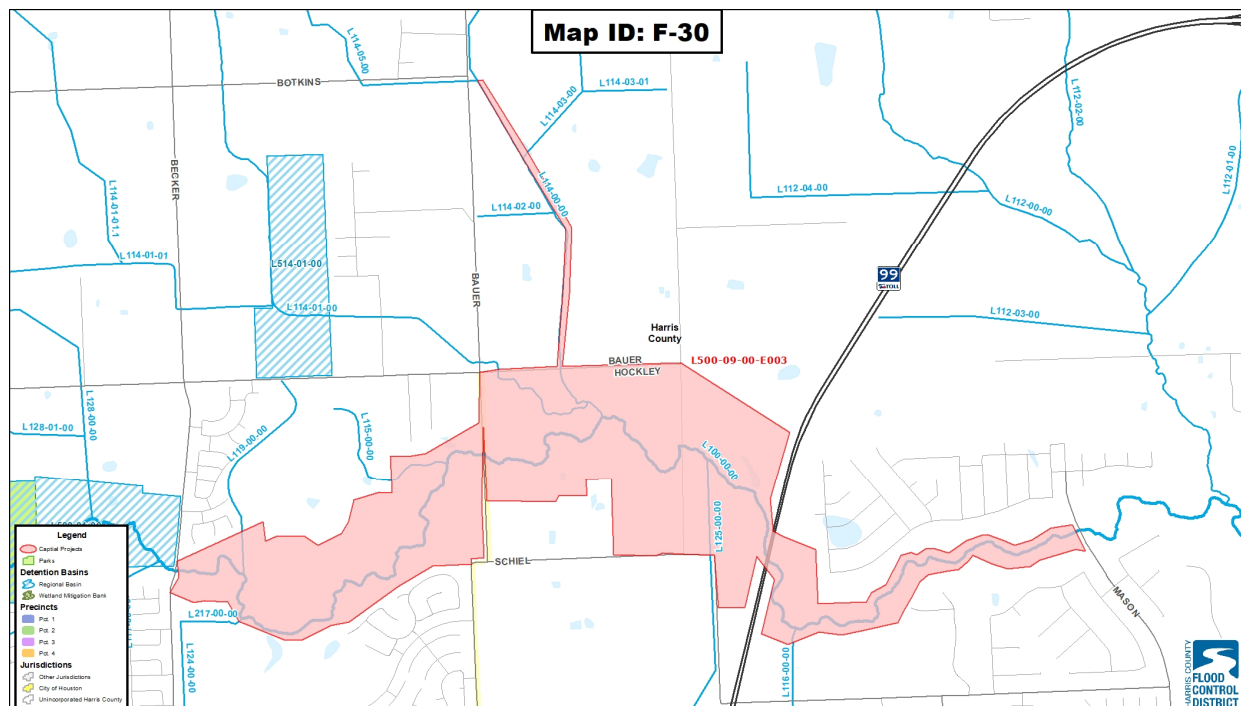 Map ID: F-30
L114-05-00
BOTKINS
L114-03-01
L114-03-00
L112-02-00
BECKER
L114-01-01.1
L114-00-00
L112-01-00
L112-04-00
L112-00-00
L114-02-00
L114-01-01
L514-01-00
BAUER
99
TOLL
L114-01-00
L112-03-00
Harris
County
BAUER
HOCKLEY
L500-09-00-E003
L128-00-00
L128-01-00
L119-00-00
L115-00-00
L100-00-00
L125-00-00
SCHIEL
MASON
L217-00-00
L124-00-00
L116-00-00
Legend
Captial Projects
Parks
Detention Basins
Regional Basin
Wetland Mitigation Bank
Precincts
Pct. 1
Pct. 2
Pct. 3
Pct. 4
Jurisdictions
Other Jurisdictions
City of Houston
Unincorporated Harris County
HARRIS COUNTY
FLOOD
CONTROL
DISTRICT